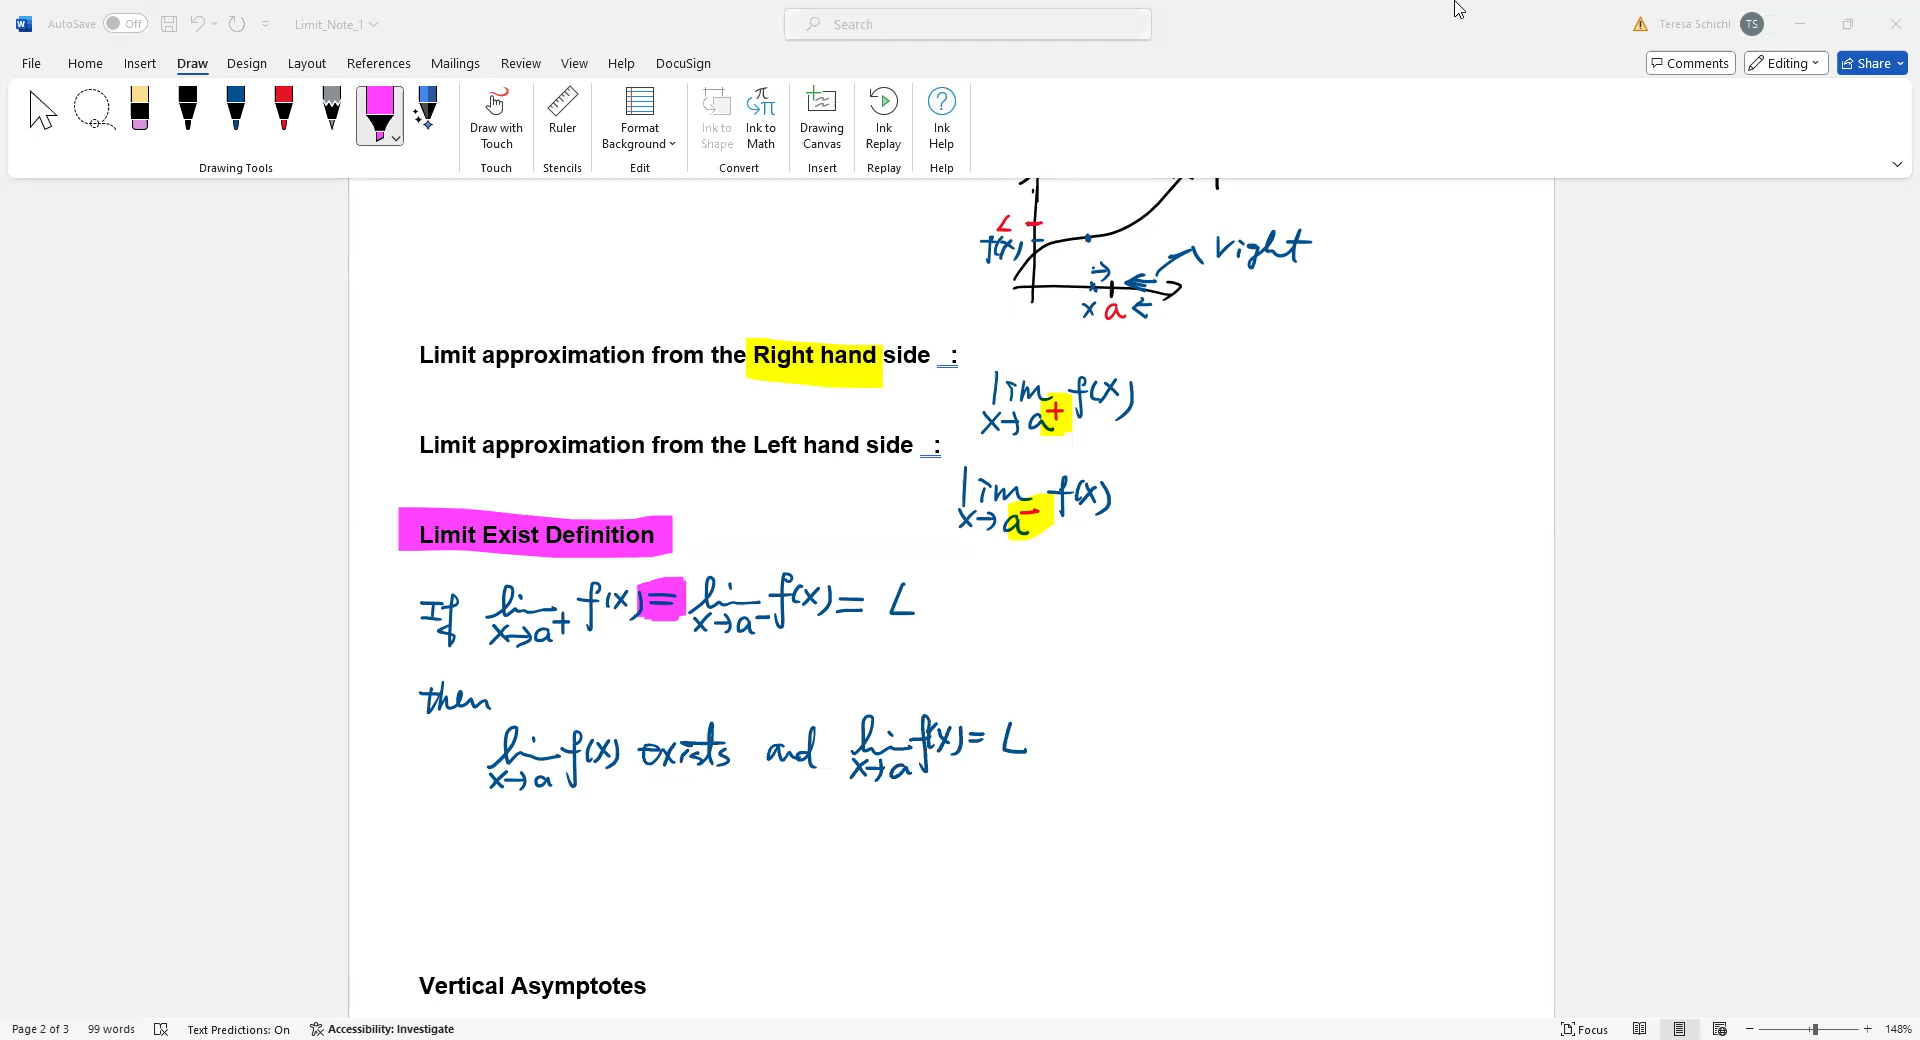 AutoSave Off Limit_Note_1 Search Teresa Schichl TS
File Home Insert Draw Design Layout References Mailings Review View Help DocuSign Comments Editing Share
Draw with Touch Ruler Format Background Ink to Shape Ink to Math Drawing Canvas Ink Replay Ink Help
Drawing Tools Touch Stencils Edit Convert Insert Replay Help
L
f(x) right
x a
Limit approximation from the Right hand side _:
lim f(x)
x→a+
Limit approximation from the Left hand side _:
lim f(x)
x→a−
Limit Exist Definition
If lim f(x) = lim f(x) = L
x→a+ x→a−
then
lim f(x) exists and lim f(x) = L
x→a x→a
Vertical Asymptotes
Page 2 of 3 99 words Text Predictions: On Accessibility: Investigate Focus 148%